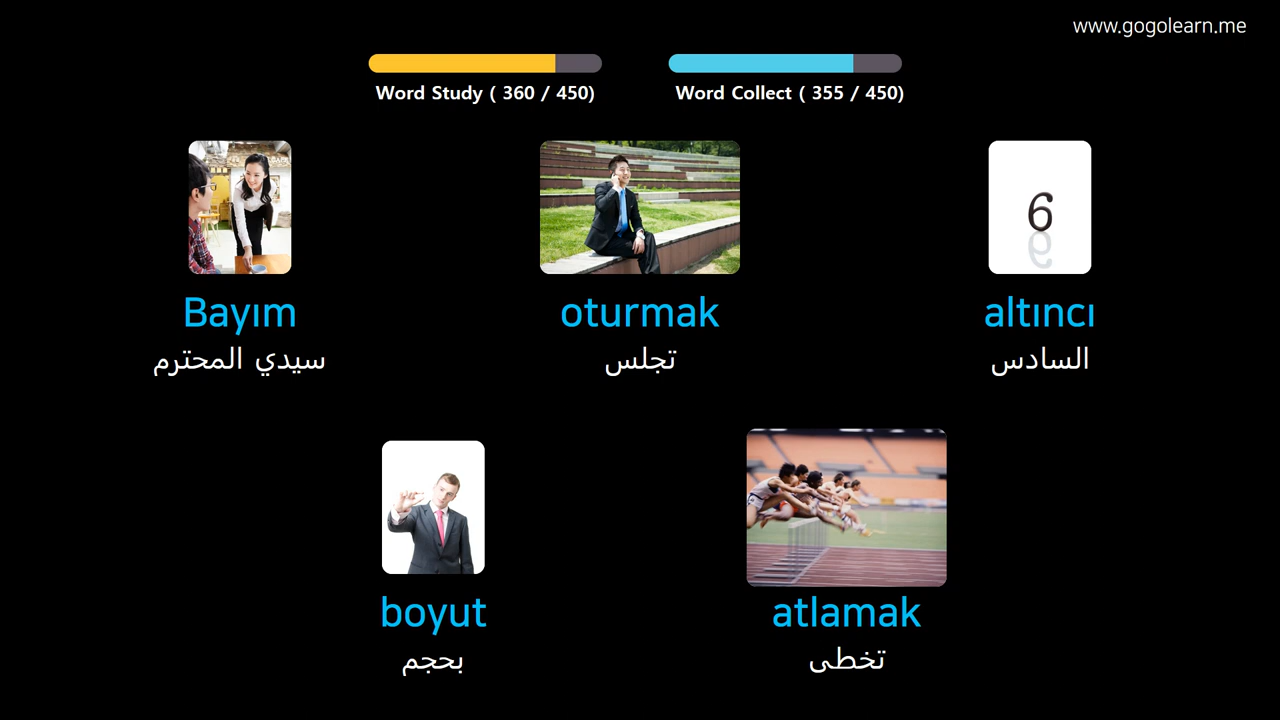 www.gogolearn.me
Word Study ( 360 / 450)
Word Collect ( 355 / 450)
6
Bayım
oturmak
altıncı
سيدي المحترم
تجلس
السادس
boyut
atlamak
بحجم
تخطى